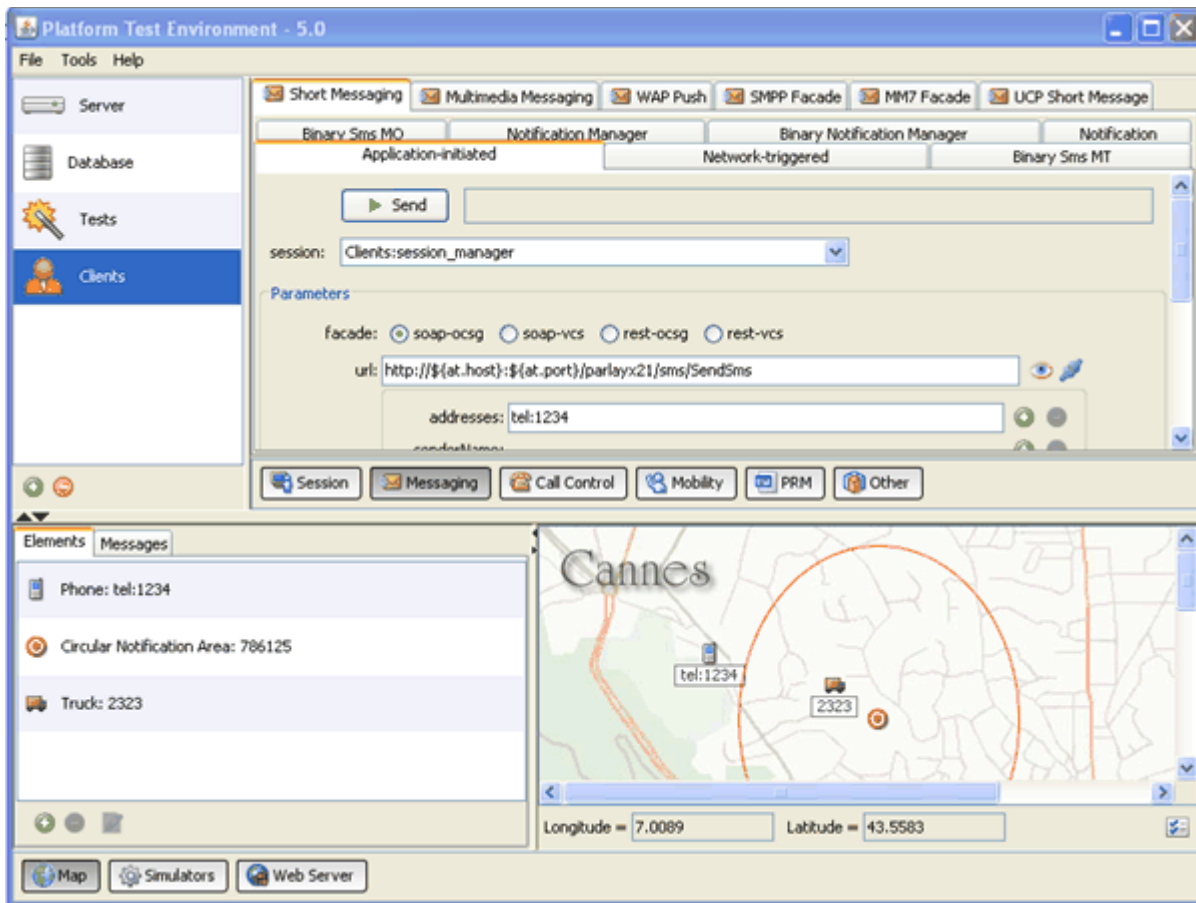 Platform Test Environment - 5.0
File Tools Help
Server
Database
Tests
Clients
Short Messaging Multimedia Messaging WAP Push SMPP Facade MM7 Facade UCP Short Message
Binary Sms MO Notification Manager Binary Notification Manager Notification
Application-initiated Network-triggered Binary Sms MT
Send
session: Clients:session_manager
Parameters
facade: soap-ocsg soap-vcs rest-ocsg rest-vcs
url: http://${at.host}:${at.port}/parlayx21/sms/SendSms
addresses: tel:1234
senderName:
Session Messaging Call Control Mobility PRM Other
Elements Messages
Phone: tel:1234
Circular Notification Area: 786125
Truck: 2323
Cannes
tel:1234
2323
Longitude = 7.0089 Latitude = 43.5583
Map Simulators Web Server